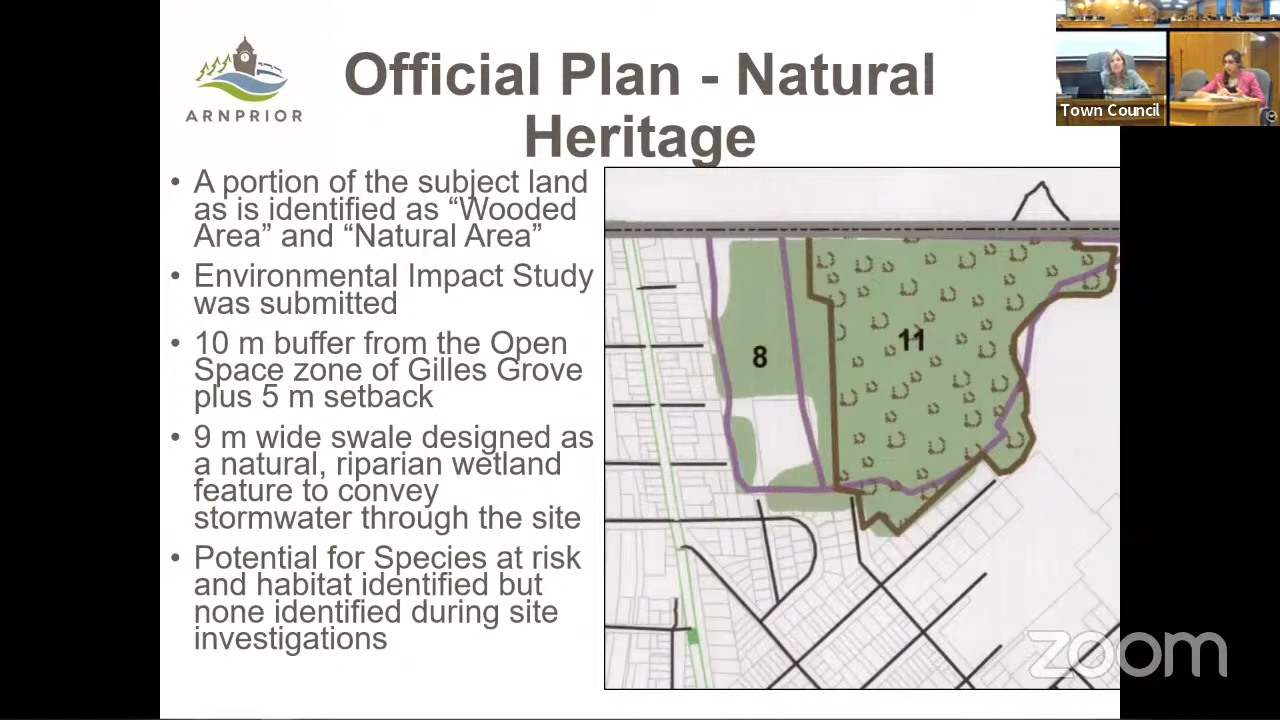 ARNPRIOR
Official Plan - Natural
Heritage
• A portion of the subject land
as is identified as “Wooded
Area” and “Natural Area”
• Environmental Impact Study
was submitted
• 10 m buffer from the Open
Space zone of Gilles Grove
plus 5 m setback
• 9 m wide swale designed as
a natural, riparian wetland
feature to convey
stormwater through the site
• Potential for Species at risk
and habitat identified but
none identified during site
investigations
8
11
Town Council
zoom